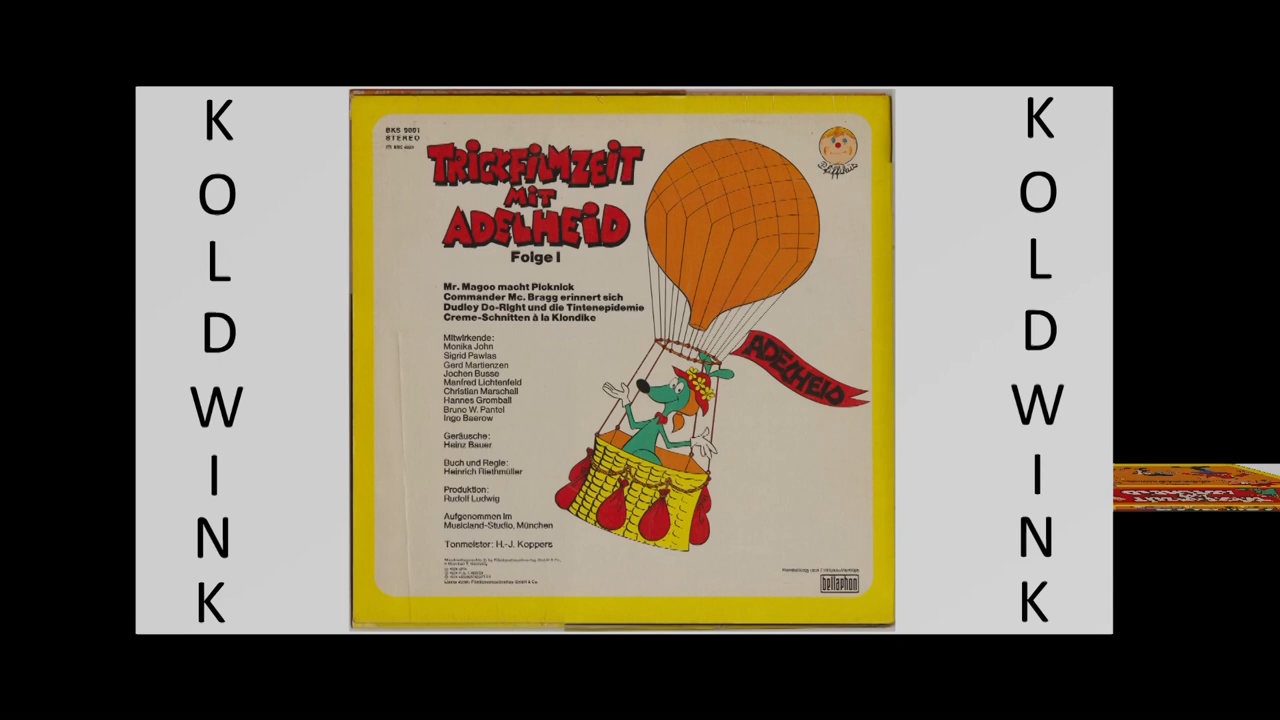 KOLDWINK
BKS 9001
STEREO
TRICKFILMZEIT
MIT
ADELHEID
Folge I
Mr. Magoo macht Picknick
Commander Mc. Bragg erinnert sich
Dudley Do-Right und die Tintenepidemie
Creme-Schnitten à la Klondike
Mitwirkende:
Monika John
Sigrid Pawlas
Gerd Martienzen
Jochen Busse
Manfred Lichtenfeld
Christian Marschall
Hannes Gromball
Bruno W. Pantel
Ingo Baerow
Geräusche:
Heinz Bauer
Buch und Regie:
Heinrich Riethmüller
Produktion:
Rudolf Ludwig
Aufgenommen im
Musicland-Studio, München
Tonmeister: H.-J. Koppers
ADELHEID
bellaphon
KOLDWINK